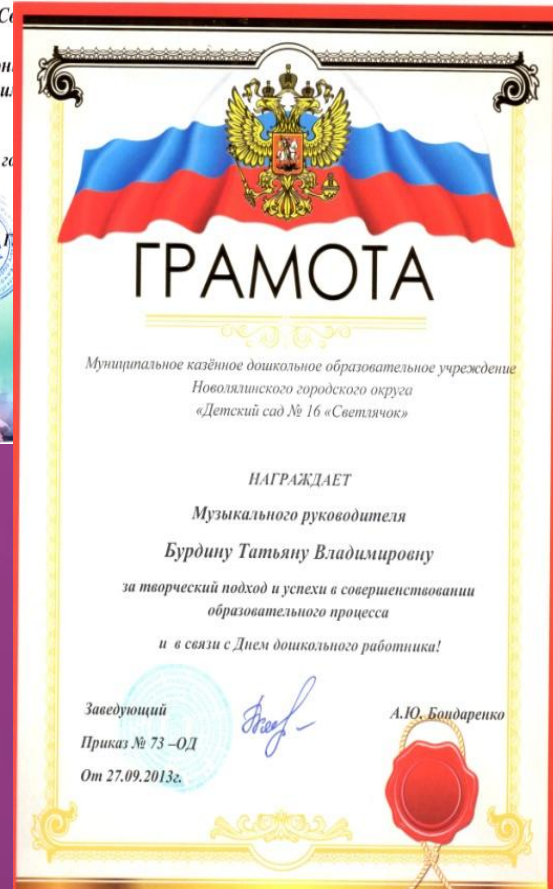 ГРАМОТА
Муниципальное казённое дошкольное образовательное учреждение
Новолялинского городского округа
«Детский сад № 16 «Светлячок»
НАГРАЖДАЕТ
Музыкального руководителя
Бурдину Татьяну Владимировну
за творческий подход и успехи в совершенствовании
образовательного процесса
и в связи с Днем дошкольного работника!
Заведующий
А.Ю. Бондаренко
Приказ № 73 –ОД
От 27.09.2013г.